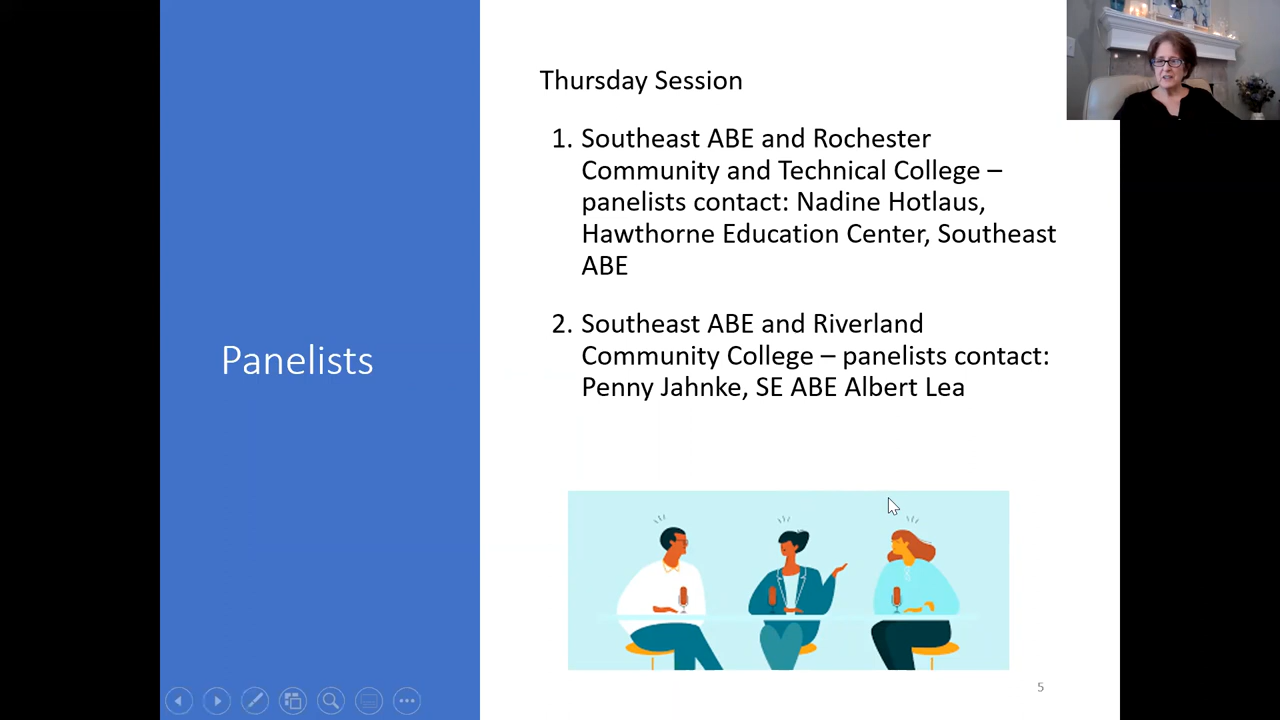 Thursday Session
1. Southeast ABE and Rochester
Community and Technical College –
panelists contact: Nadine Hotlaus,
Hawthorne Education Center, Southeast
ABE
2. Southeast ABE and Riverland
Community College – panelists contact:
Penny Jahnke, SE ABE Albert Lea
Panelists
5